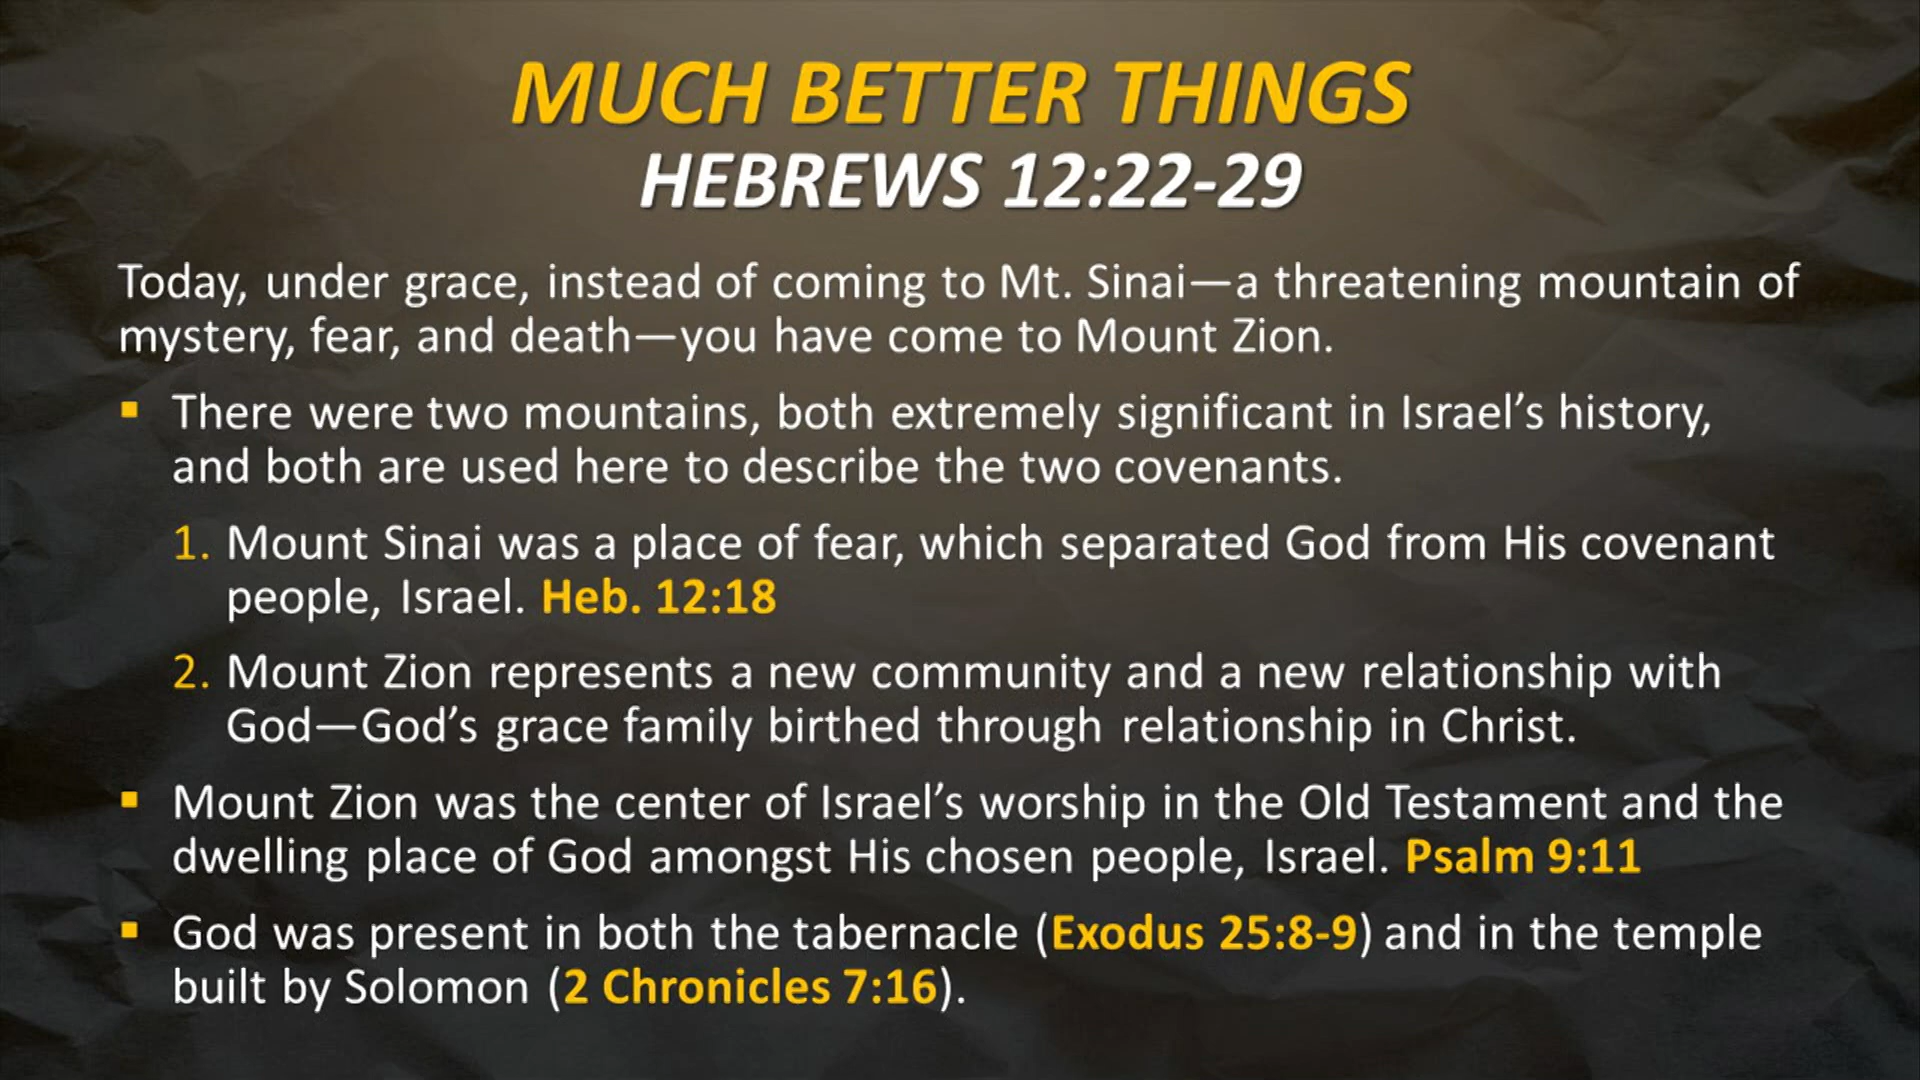 MUCH BETTER THINGS
HEBREWS 12:22-29
Today, under grace, instead of coming to Mt. Sinai—a threatening mountain of
mystery, fear, and death—you have come to Mount Zion.
▪ There were two mountains, both extremely significant in Israel’s history,
and both are used here to describe the two covenants.
1. Mount Sinai was a place of fear, which separated God from His covenant
people, Israel. Heb. 12:18
2. Mount Zion represents a new community and a new relationship with
God—God’s grace family birthed through relationship in Christ.
▪ Mount Zion was the center of Israel’s worship in the Old Testament and the
dwelling place of God amongst His chosen people, Israel. Psalm 9:11
▪ God was present in both the tabernacle (Exodus 25:8-9) and in the temple
built by Solomon (2 Chronicles 7:16).